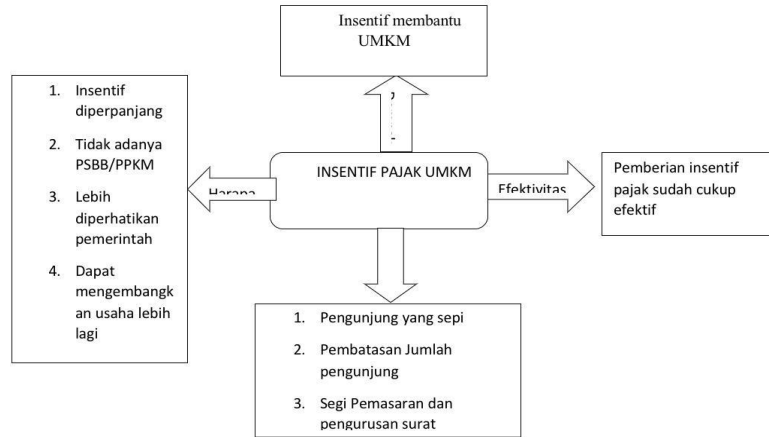 Insentif membantu
UMKM
1. Insentif
diperpanjang
2. Tidak adanya
PSBB/PPKM
3. Lebih
diperhatikan
pemerintah
4. Dapat
mengembangk
an usaha lebih
lagi
Harapa
INSENTIF PAJAK UMKM
Efektivitas
Pemberian insentif
pajak sudah cukup
efektif
1. Pengunjung yang sepi
2. Pembatasan Jumlah
pengunjung
3. Segi Pemasaran dan
pengurusan surat